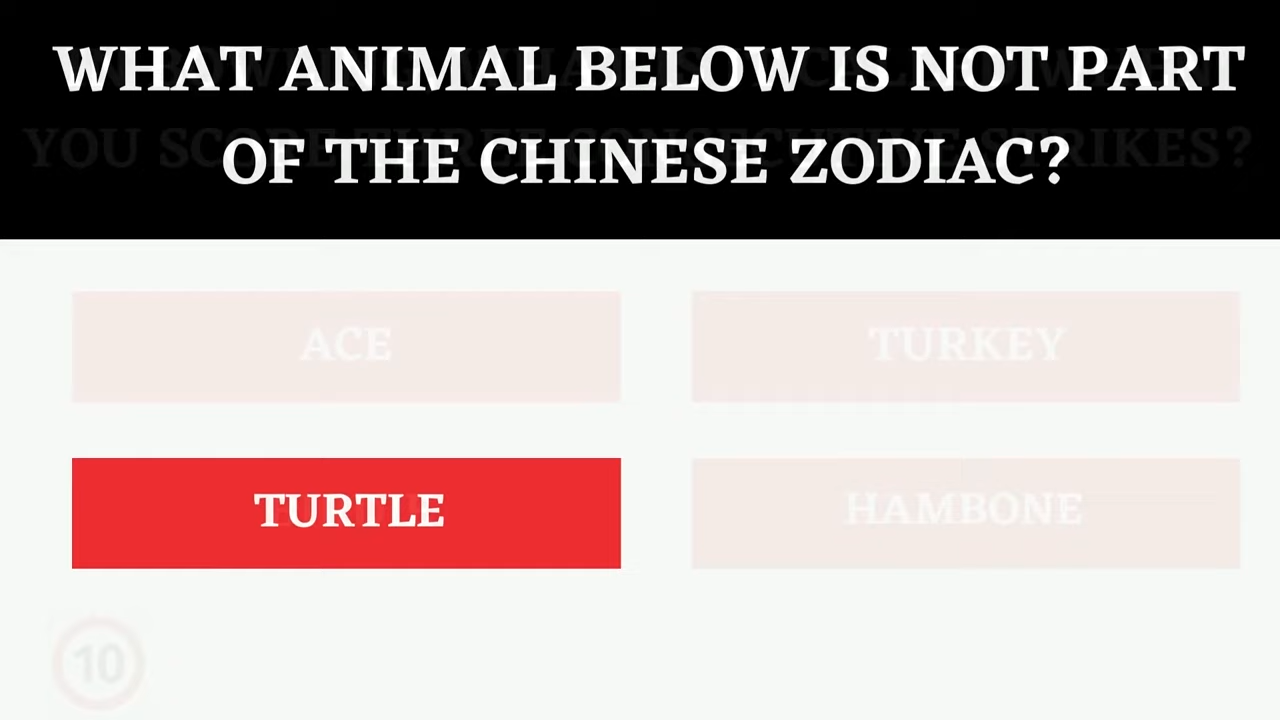 WHAT ANIMAL BELOW IS NOT PART
OF THE CHINESE ZODIAC?
ACE
TURKEY
TURTLE
HAMBONE
10